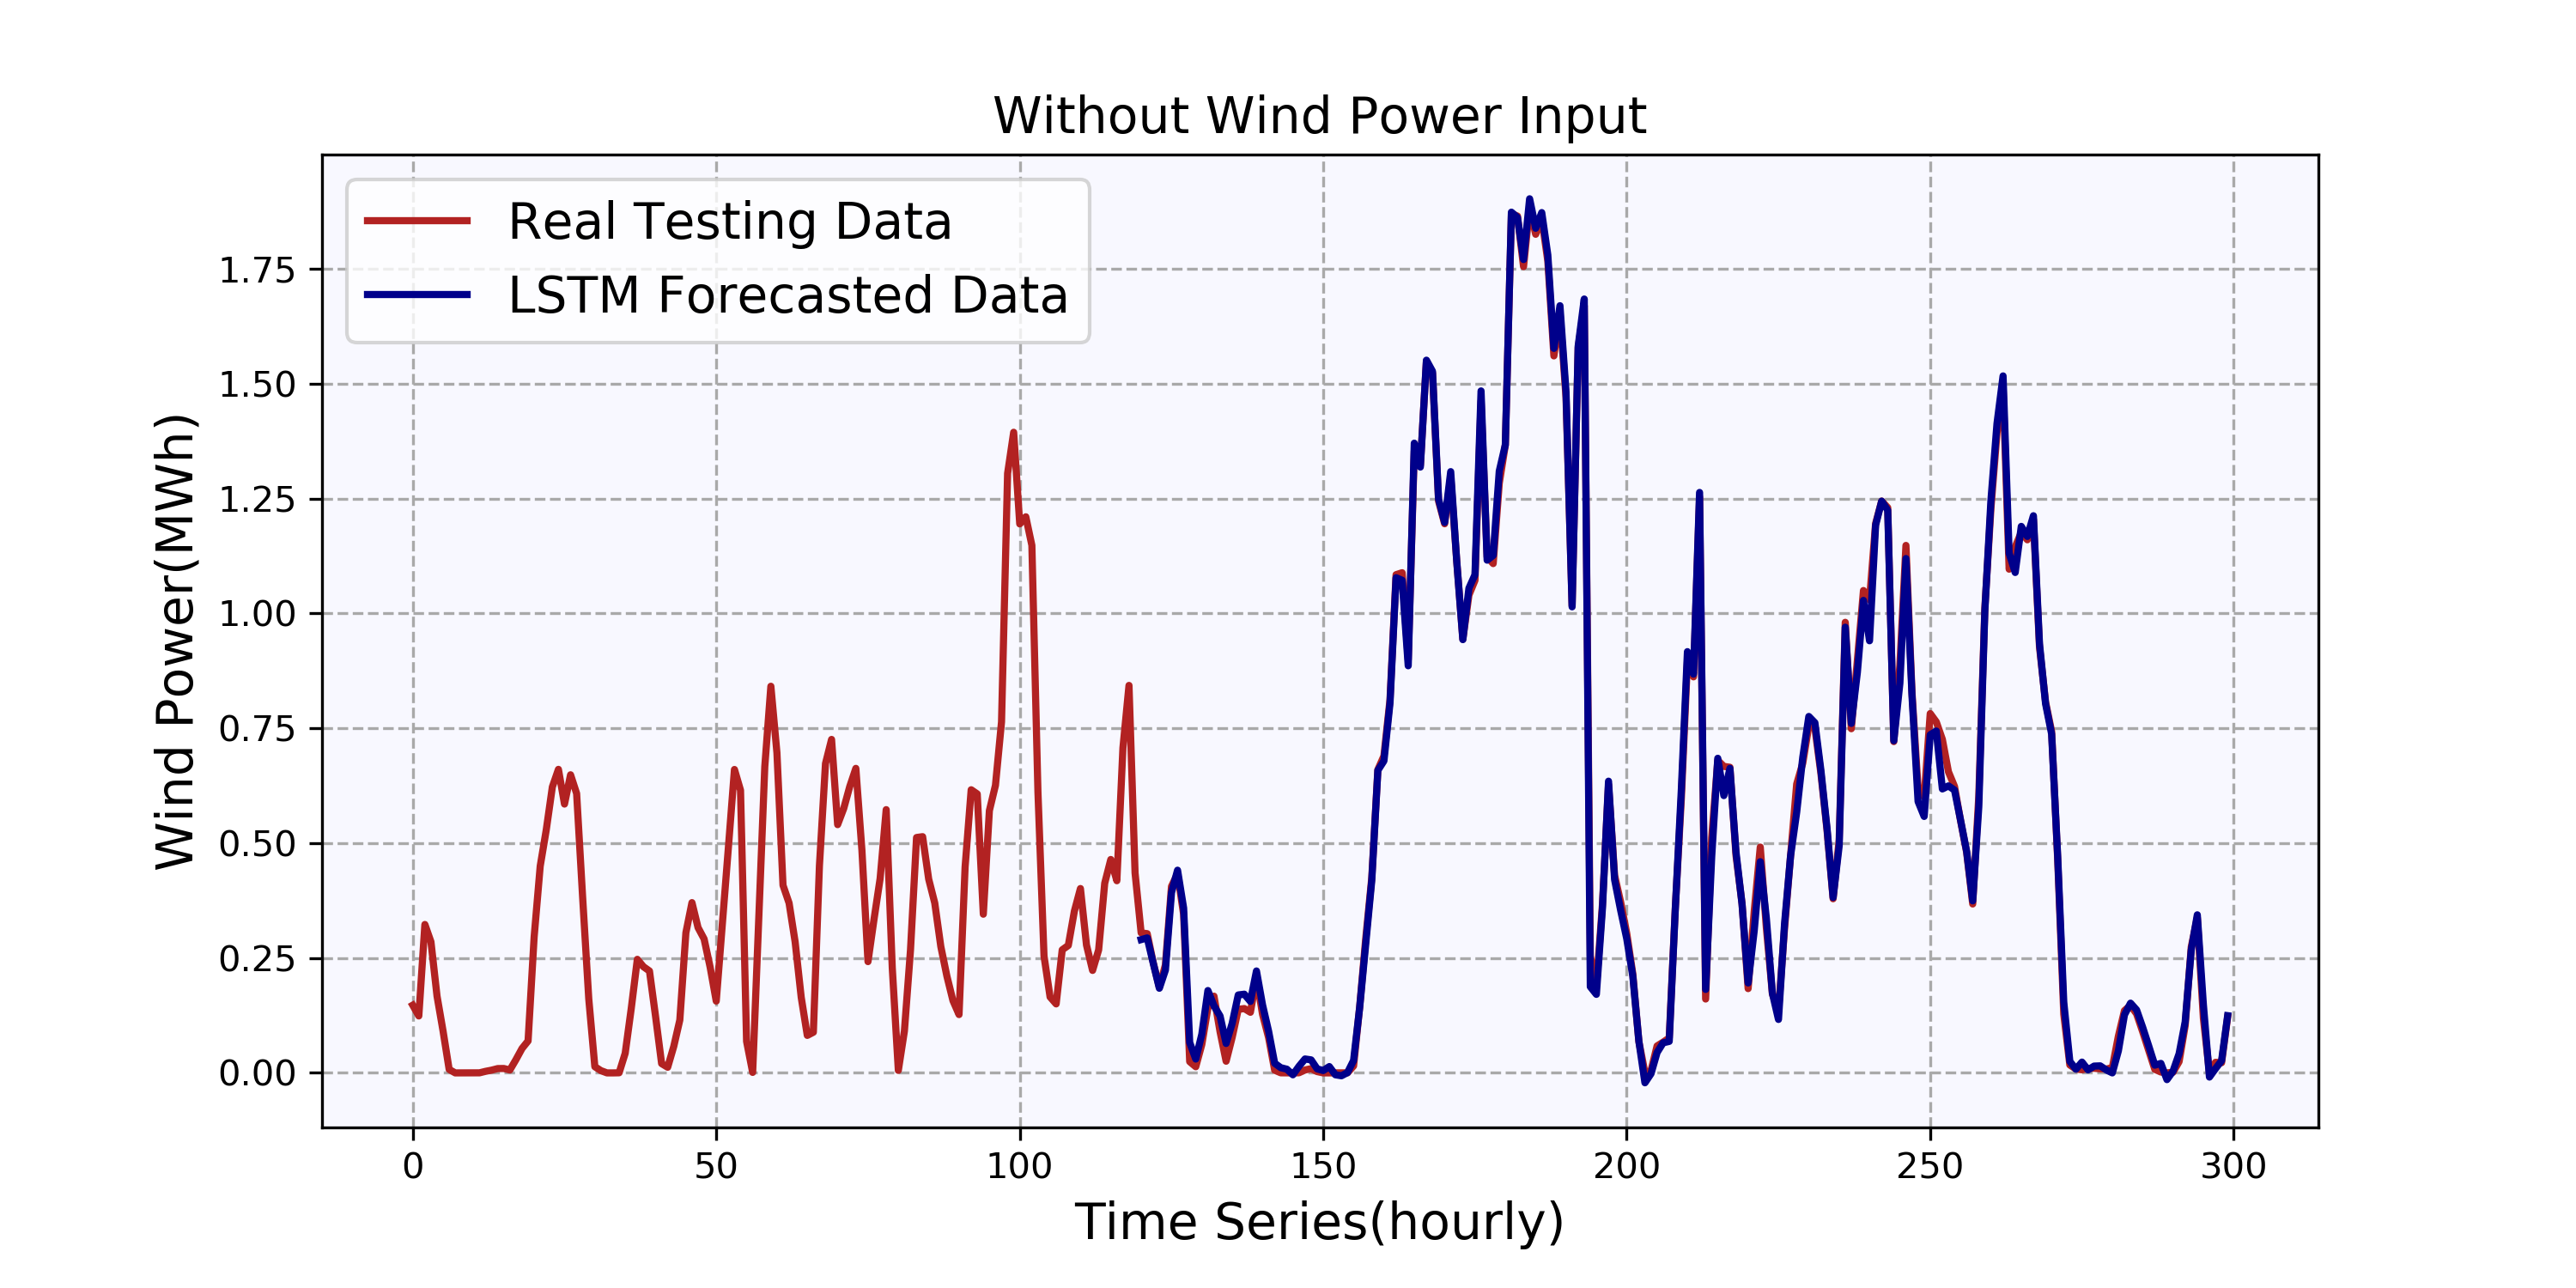 Without Wind Power Input
Real Testing Data
LSTM Forecasted Data
Wind Power(MWh)
1.75
1.50
1.25
1.00
0.75
0.50
0.25
0.00
0 50 100 150 200 250 300
Time Series(hourly)